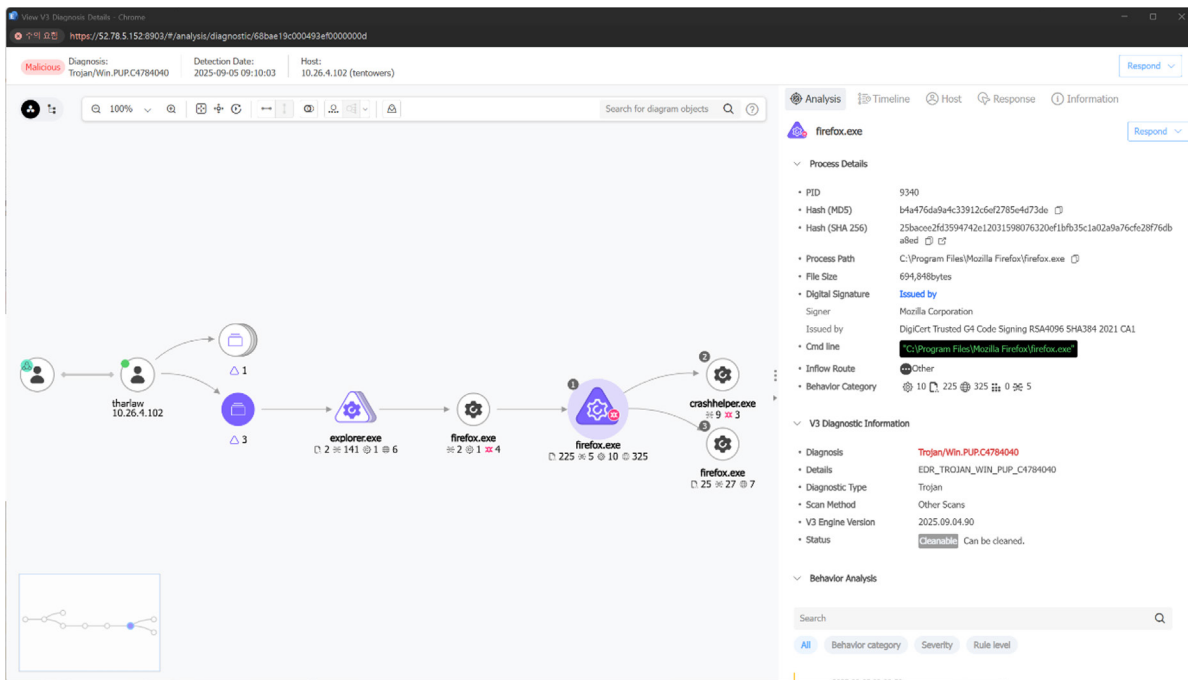 View V3 Diagnosis Details - Chrome
주의 요함 https://52.78.5.152:8903/#/analysis/diagnostic/68bae19c000493ef0000000d
Malicious
Diagnosis:
Trojan/Win.PUP.C4784040
Detection Date:
2025-09-05 09:10:03
Host:
10.26.4.102 (tentowers)
Respond
100%
Search for diagram objects
Analysis Timeline Host Response Information
firefox.exe
Respond
Process Details
PID 9340
Hash (MD5) b4a476da9a4c33912c6ef2785e4d73de
Hash (SHA 256) 25bacee2fd3594742e12031598076320ef1bfb35c1a02a9a76cfe28f76db
a8ed
Process Path C:\Program Files\Mozilla Firefox\firefox.exe
File Size 694,848bytes
Digital Signature Issued by
Signer Mozilla Corporation
Issued by DigiCert Trusted G4 Code Signing RSA4096 SHA384 2021 CA1
Cmd line "C:\Program Files\Mozilla Firefox\firefox.exe"
Inflow Route Other
Behavior Category 10 225 325 0 5
V3 Diagnostic Information
Diagnosis Trojan/Win.PUP.C4784040
Details EDR_TROJAN_WIN_PUP_C4784040
Diagnostic Type Trojan
Scan Method Other Scans
V3 Engine Version 2025.09.04.90
Status Cleanable Can be cleaned.
Behavior Analysis
Search
All Behavior category Severity Rule level
tharlaw
10.26.4.102
1
3
explorer.exe
2 141 1 6
firefox.exe
2 1 4
1
firefox.exe
225 5 10 325
2
crashhelper.exe
9 3
3
firefox.exe
25 27 7